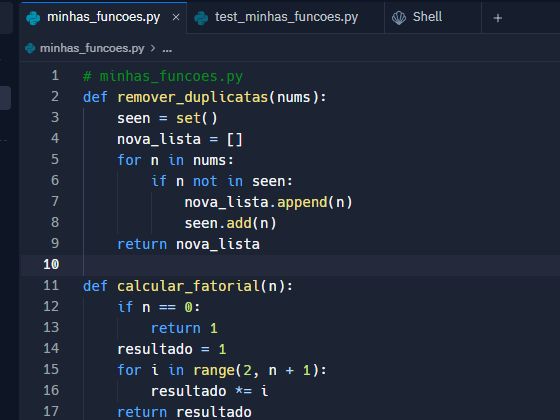 minhas_funcoes.py × test_minhas_funcoes.py Shell +
minhas_funcoes.py > ...
1 # minhas_funcoes.py
2 def remover_duplicatas(nums):
3     seen = set()
4     nova_lista = []
5     for n in nums:
6         if n not in seen:
7             nova_lista.append(n)
8             seen.add(n)
9     return nova_lista
10
11 def calcular_fatorial(n):
12     if n == 0:
13         return 1
14     resultado = 1
15     for i in range(2, n + 1):
16         resultado *= i
17     return resultado